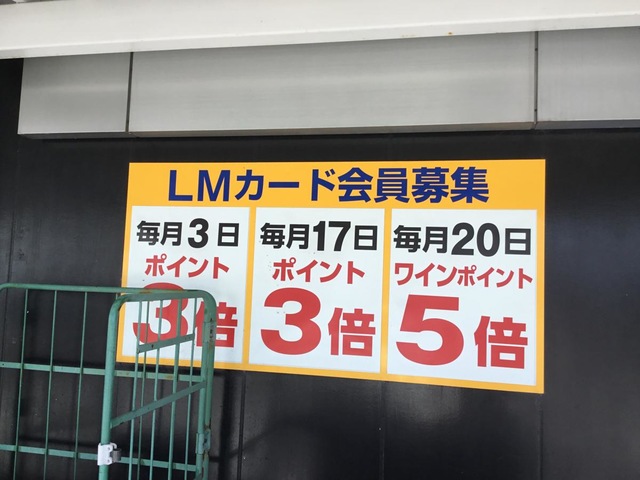 LMカード会員募集
毎月3日
ポイント
3倍
毎月17日
ポイント
3倍
毎月20日
ワインポイント
5倍